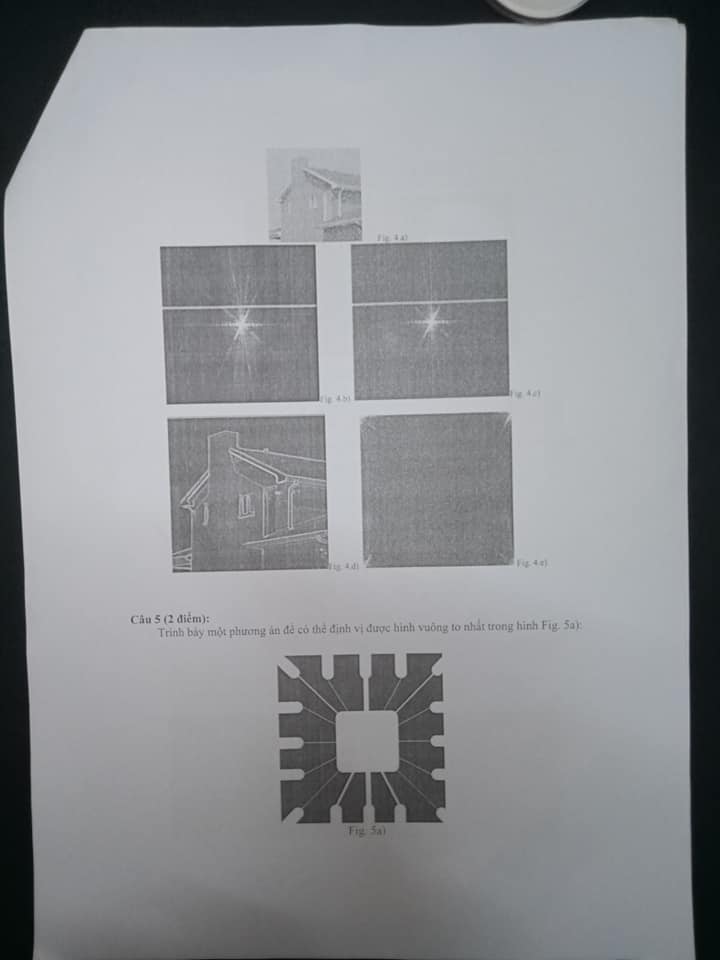 Fig. 4.a)
Fig. 4.b)
Fig. 4.c)
Fig. 4.d)
Fig. 4.e)
Câu 5 (2 điểm):
Trình bày một phương án để có thể định vị được hình vuông to nhất trong hình Fig. 5a):
Fig. 5a)